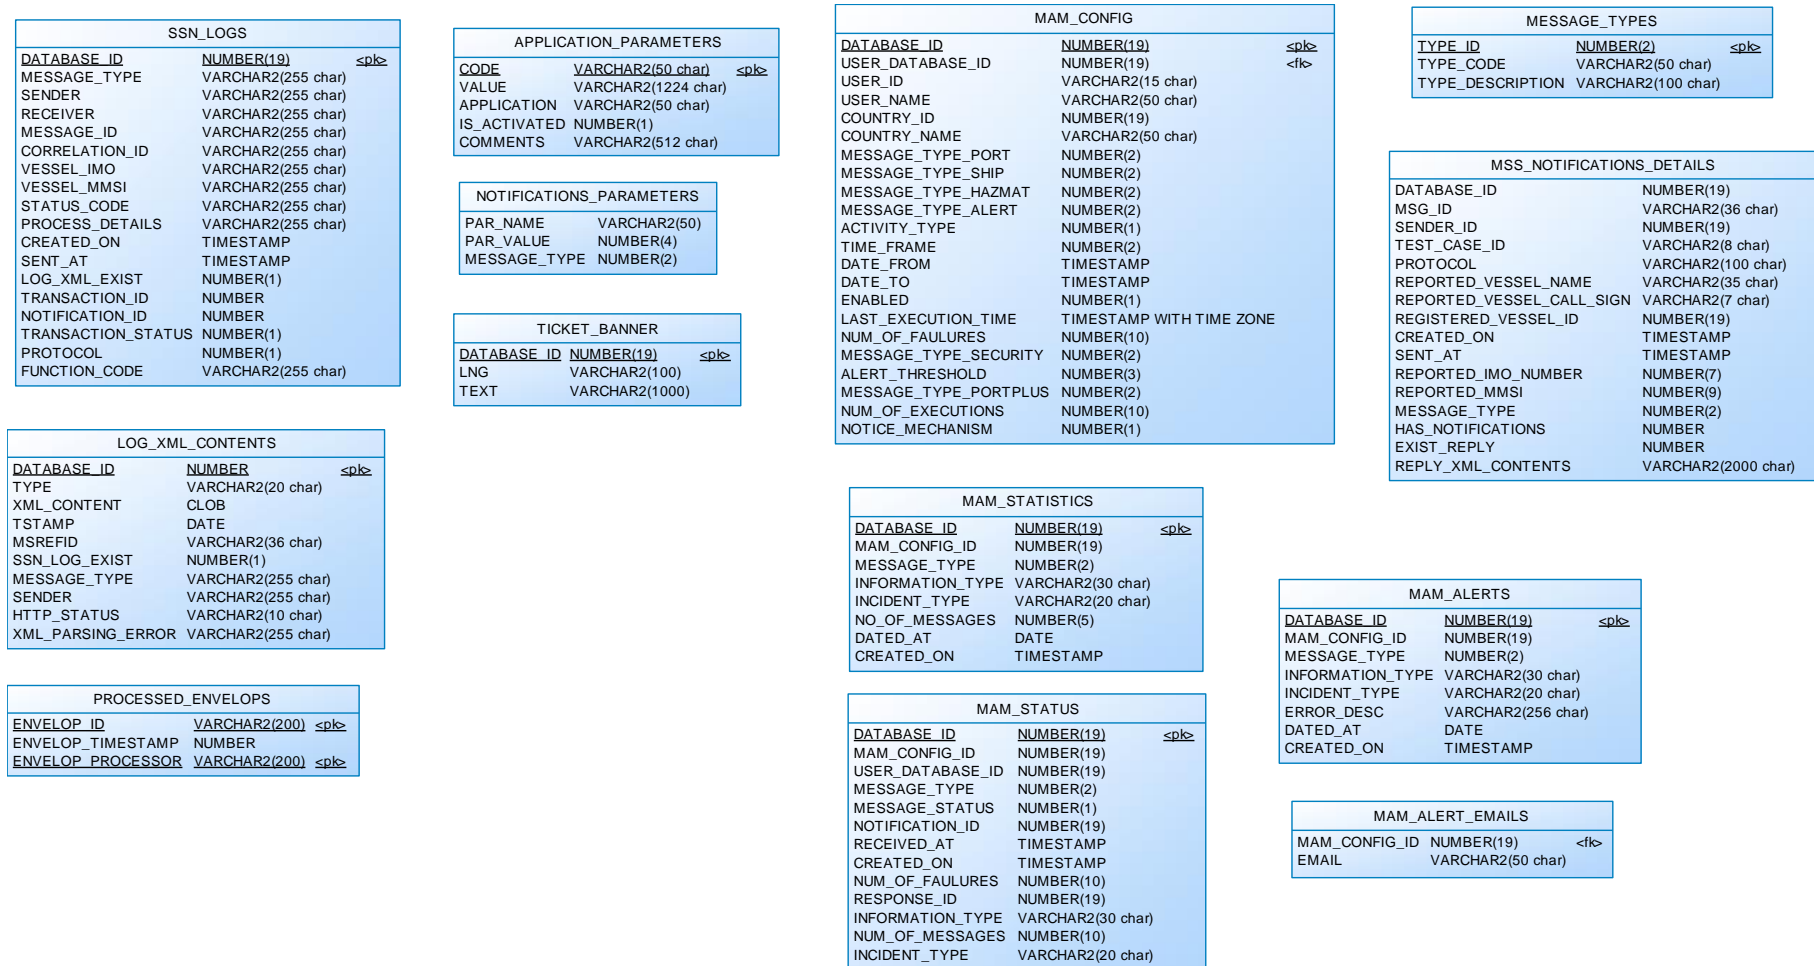 SSN_LOGS
DATABASE_ID NUMBER(19) <pk>
MESSAGE_TYPE VARCHAR2(255 char)
SENDER VARCHAR2(255 char)
RECEIVER VARCHAR2(255 char)
MESSAGE_ID VARCHAR2(255 char)
CORRELATION_ID VARCHAR2(255 char)
VESSEL_IMO VARCHAR2(255 char)
VESSEL_MMSI VARCHAR2(255 char)
STATUS_CODE VARCHAR2(255 char)
PROCESS_DETAILS VARCHAR2(255 char)
CREATED_ON TIMESTAMP
SENT_AT TIMESTAMP
LOG_XML_EXIST NUMBER(1)
TRANSACTION_ID NUMBER
NOTIFICATION_ID NUMBER
TRANSACTION_STATUS NUMBER(1)
PROTOCOL NUMBER(1)
FUNCTION_CODE VARCHAR2(255 char)
LOG_XML_CONTENTS
DATABASE_ID NUMBER <pk>
TYPE VARCHAR2(20 char)
XML_CONTENT CLOB
TSTAMP DATE
MSREFID VARCHAR2(36 char)
SSN_LOG_EXIST NUMBER(1)
MESSAGE_TYPE VARCHAR2(255 char)
SENDER VARCHAR2(255 char)
HTTP_STATUS VARCHAR2(10 char)
XML_PARSING_ERROR VARCHAR2(255 char)
PROCESSED_ENVELOPS
ENVELOP_ID VARCHAR2(200) <pk>
ENVELOP_TIMESTAMP NUMBER
ENVELOP_PROCESSOR VARCHAR2(200) <pk>
APPLICATION_PARAMETERS
CODE VARCHAR2(50 char) <pk>
VALUE VARCHAR2(1224 char)
APPLICATION VARCHAR2(50 char)
IS_ACTIVATED NUMBER(1)
COMMENTS VARCHAR2(512 char)
NOTIFICATIONS_PARAMETERS
PAR_NAME VARCHAR2(50)
PAR_VALUE NUMBER(4)
MESSAGE_TYPE NUMBER(2)
TICKET_BANNER
DATABASE_ID NUMBER(19) <pk>
LNG VARCHAR2(100)
TEXT VARCHAR2(1000)
MAM_CONFIG
DATABASE_ID NUMBER(19) <pk>
USER_DATABASE_ID NUMBER(19) <fk>
USER_ID VARCHAR2(15 char)
USER_NAME VARCHAR2(50 char)
COUNTRY_ID NUMBER(19)
COUNTRY_NAME VARCHAR2(50 char)
MESSAGE_TYPE_PORT NUMBER(2)
MESSAGE_TYPE_SHIP NUMBER(2)
MESSAGE_TYPE_HAZMAT NUMBER(2)
MESSAGE_TYPE_ALERT NUMBER(2)
ACTIVITY_TYPE NUMBER(1)
TIME_FRAME NUMBER(2)
DATE_FROM TIMESTAMP
DATE_TO TIMESTAMP
ENABLED NUMBER(1)
LAST_EXECUTION_TIME TIMESTAMP WITH TIME ZONE
NUM_OF_FAULURES NUMBER(10)
MESSAGE_TYPE_SECURITY NUMBER(2)
ALERT_THRESHOLD NUMBER(3)
MESSAGE_TYPE_PORTPLUS NUMBER(2)
NUM_OF_EXECUTIONS NUMBER(10)
NOTICE_MECHANISM NUMBER(1)
MAM_STATISTICS
DATABASE_ID NUMBER(19) <pk>
MAM_CONFIG_ID NUMBER(19)
MESSAGE_TYPE NUMBER(2)
INFORMATION_TYPE VARCHAR2(30 char)
INCIDENT_TYPE VARCHAR2(20 char)
NO_OF_MESSAGES NUMBER(5)
DATED_AT DATE
CREATED_ON TIMESTAMP
MAM_STATUS
DATABASE_ID NUMBER(19) <pk>
MAM_CONFIG_ID NUMBER(19)
USER_DATABASE_ID NUMBER(19)
MESSAGE_TYPE NUMBER(2)
MESSAGE_STATUS NUMBER(1)
NOTIFICATION_ID NUMBER(19)
RECEIVED_AT TIMESTAMP
CREATED_ON TIMESTAMP
NUM_OF_FAULURES NUMBER(10)
RESPONSE_ID NUMBER(19)
INFORMATION_TYPE VARCHAR2(30 char)
NUM_OF_MESSAGES NUMBER(10)
INCIDENT_TYPE VARCHAR2(20 char)
MESSAGE_TYPES
TYPE_ID NUMBER(2) <pk>
TYPE_CODE VARCHAR2(50 char)
TYPE_DESCRIPTION VARCHAR2(100 char)
MSS_NOTIFICATIONS_DETAILS
DATABASE_ID NUMBER(19)
MSG_ID VARCHAR2(36 char)
SENDER_ID NUMBER(19)
TEST_CASE_ID VARCHAR2(8 char)
PROTOCOL VARCHAR2(100 char)
REPORTED_VESSEL_NAME VARCHAR2(35 char)
REPORTED_VESSEL_CALL_SIGN VARCHAR2(7 char)
REGISTERED_VESSEL_ID NUMBER(19)
CREATED_ON TIMESTAMP
SENT_AT TIMESTAMP
REPORTED_IMO_NUMBER NUMBER(7)
REPORTED_MMSI NUMBER(9)
MESSAGE_TYPE NUMBER(2)
HAS_NOTIFICATIONS NUMBER
EXIST_REPLY NUMBER
REPLY_XML_CONTENTS VARCHAR2(2000 char)
MAM_ALERTS
DATABASE_ID NUMBER(19) <pk>
MAM_CONFIG_ID NUMBER(19)
MESSAGE_TYPE NUMBER(2)
INFORMATION_TYPE VARCHAR2(30 char)
INCIDENT_TYPE VARCHAR2(20 char)
ERROR_DESC VARCHAR2(256 char)
DATED_AT DATE
CREATED_ON TIMESTAMP
MAM_ALERT_EMAILS
MAM_CONFIG_ID NUMBER(19) <fk>
EMAIL VARCHAR2(50 char)